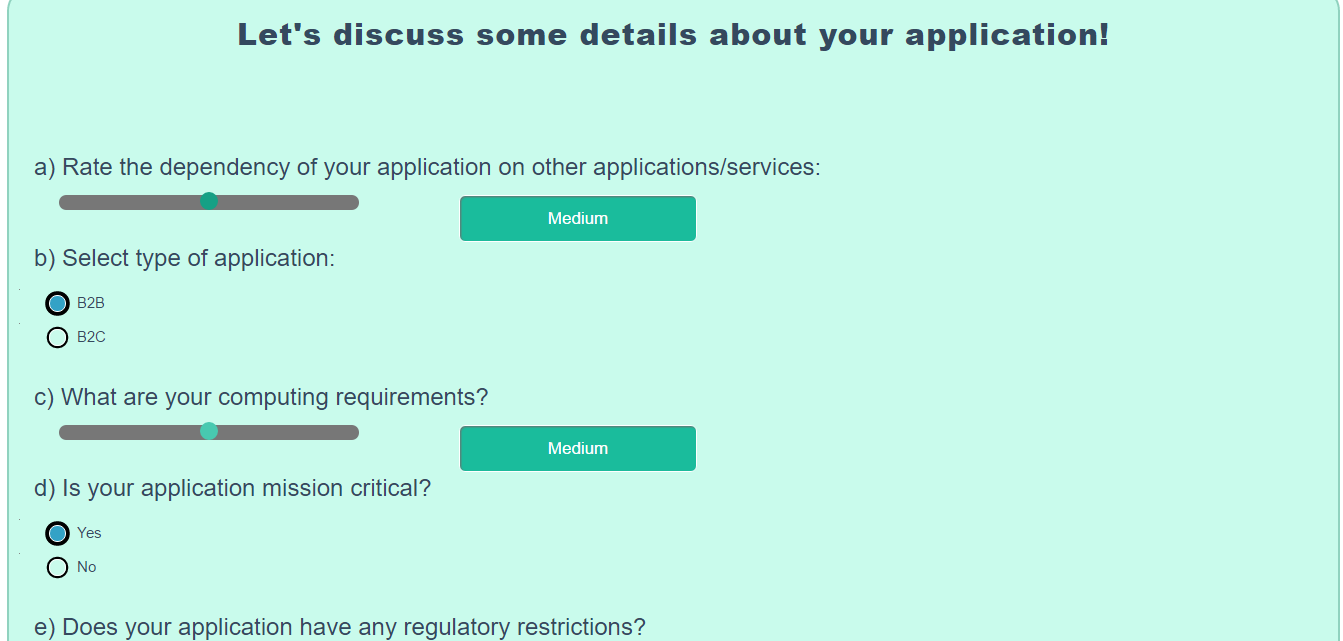 Let's discuss some details about your application!
a) Rate the dependency of your application on other applications/services:
Medium
b) Select type of application:
B2B
B2C
c) What are your computing requirements?
Medium
d) Is your application mission critical?
Yes
No
e) Does your application have any regulatory restrictions?